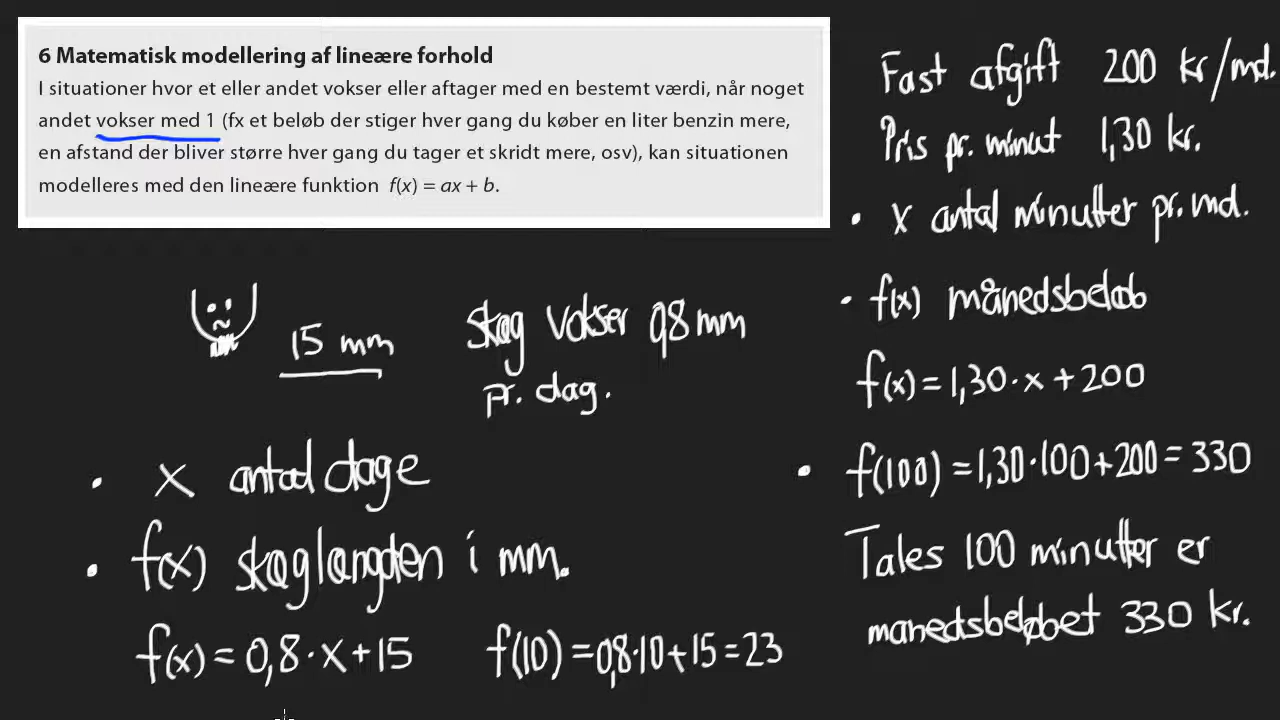 6 Matematisk modellering af lineære forhold
I situationer hvor et eller andet vokser eller aftager med en bestemt værdi, når noget
andet vokser med 1 (fx et beløb der stiger hver gang du køber en liter benzin mere,
en afstand der bliver større hver gang du tager et skridt mere, osv), kan situationen
modelleres med den lineære funktion f(x) = ax + b.
15 mm
skæg vokser 0,8 mm
pr. dag.
• x antal dage
• f(x) skæglængden i mm.
f(x) = 0,8 · x + 15
f(10) = 0,8 · 10 + 15 = 23
Fast afgift 200 kr/md.
Pris pr. minut 1,30 kr.
• x antal minutter pr. md.
• f(x) månedsbeløb
f(x) = 1,30 · x + 200
• f(100) = 1,30 · 100 + 200 = 330
Tales 100 minutter er
månedsbeløbet 330 kr.